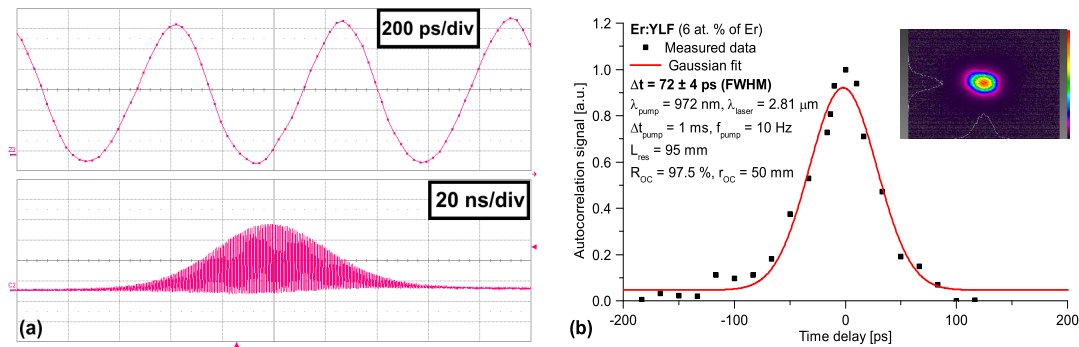 200 ps/div
20 ns/div
C2
(a)
Er:YLF (6 at. % of Er)
Measured data
Gaussian fit
Δt = 72 ± 4 ps (FWHM)
λpump = 972 nm, λlaser = 2.81 μm
Δtpump = 1 ms, fpump = 10 Hz
Lres = 95 mm
ROC = 97.5 %, rOC = 50 mm
Autocorrelation signal [a.u.]
1.2
1.0
0.8
0.6
0.4
0.2
0.0
-200
-100
0
100
200
Time delay [ps]
(b)